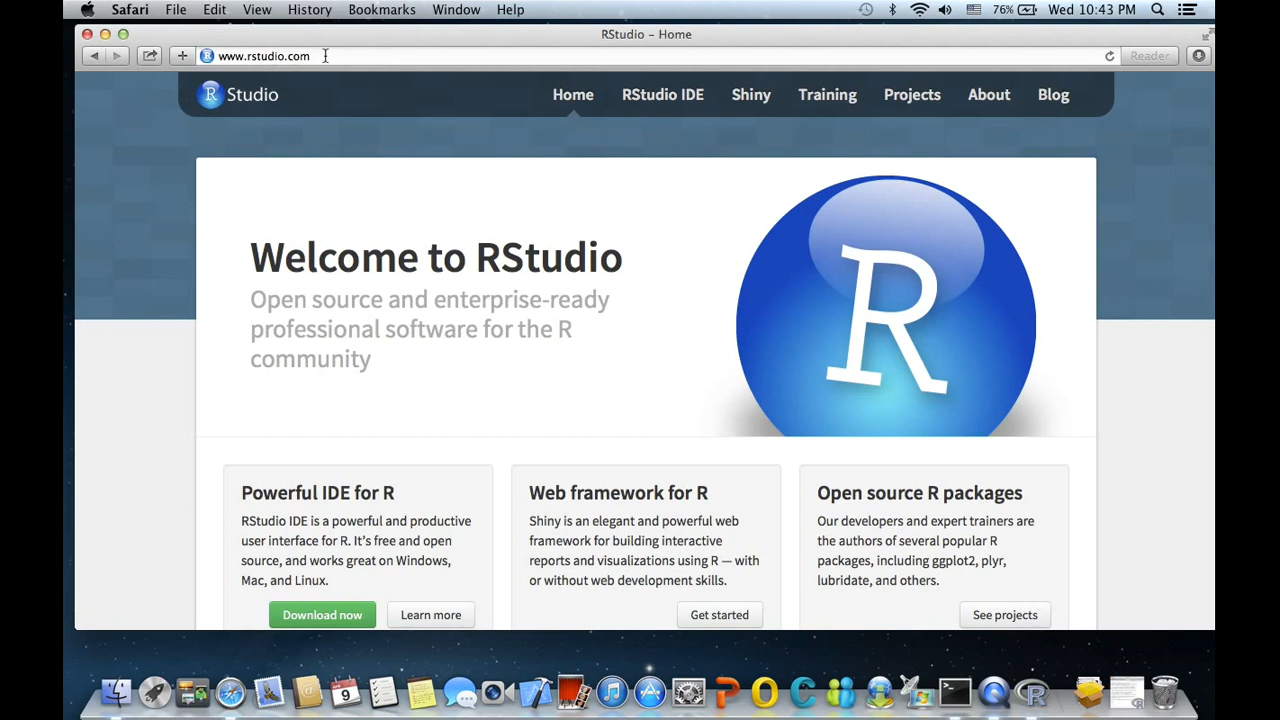 Safari File Edit View History Bookmarks Window Help 76% Wed 10:43 PM
RStudio – Home
www.rstudio.com
Reader
R Studio Home RStudio IDE Shiny Training Projects About Blog
Welcome to RStudio
Open source and enterprise-ready
professional software for the R
community
R
Powerful IDE for R
RStudio IDE is a powerful and productive
user interface for R. It's free and open
source, and works great on Windows,
Mac, and Linux.
Download now Learn more
Web framework for R
Shiny is an elegant and powerful web
framework for building interactive
reports and visualizations using R — with
or without web development skills.
Get started
Open source R packages
Our developers and expert trainers are
the authors of several popular R
packages, including ggplot2, plyr,
lubridate, and others.
See projects
9